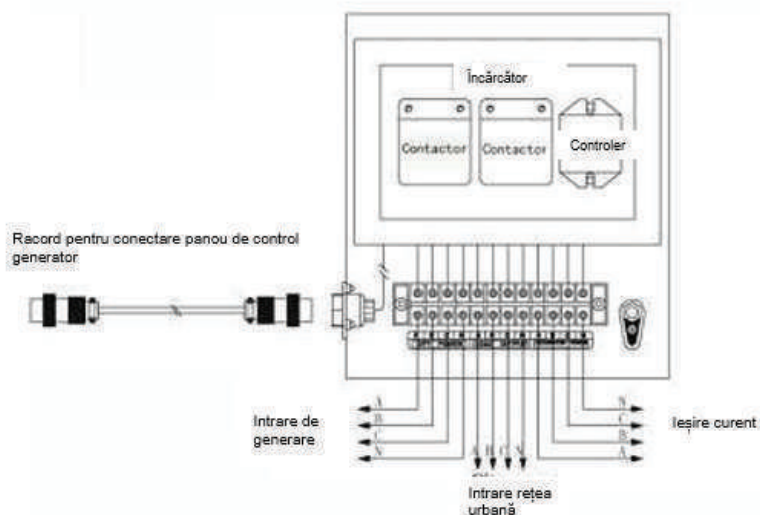 Încărcător
Contactor
Contactor
Controler
Racord pentru conectare panou de control
generator
A
B
C
N
Intrare de
generare
A B C N
Intrare rețea
urbană
N
C
B
A
Ieșire curent